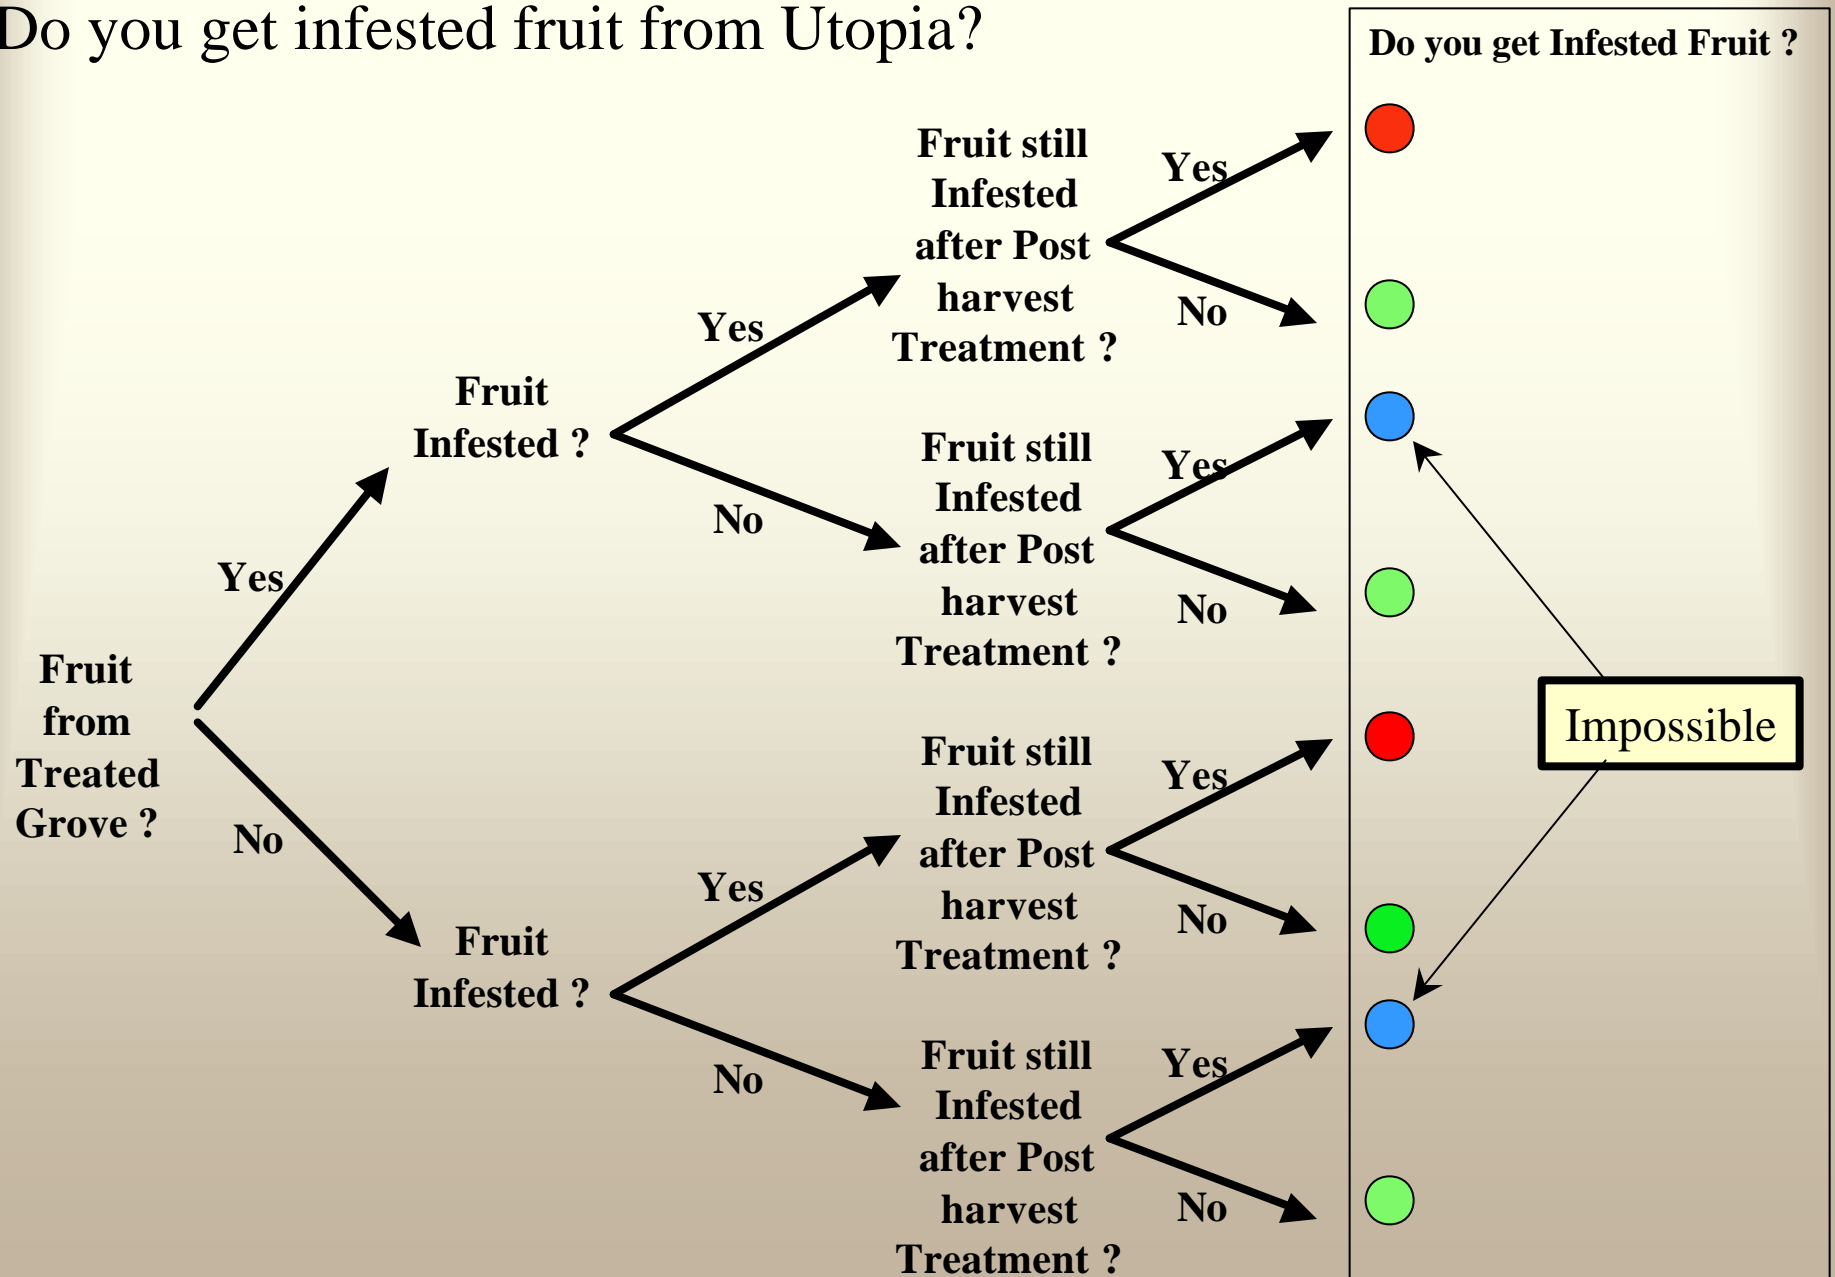 Do you get infested fruit from Utopia?
Do you get Infested Fruit ?
Fruit still
Infested
after Post
harvest
Treatment ?
Yes
No
Yes
Fruit
Infested ?
No
Fruit still
Infested
after Post
harvest
Treatment ?
Yes
No
Yes
Fruit
from
Treated
Grove ?
No
Impossible
Fruit still
Infested
after Post
harvest
Treatment ?
Yes
No
Yes
Fruit
Infested ?
No
Fruit still
Infested
after Post
harvest
Treatment ?
Yes
No